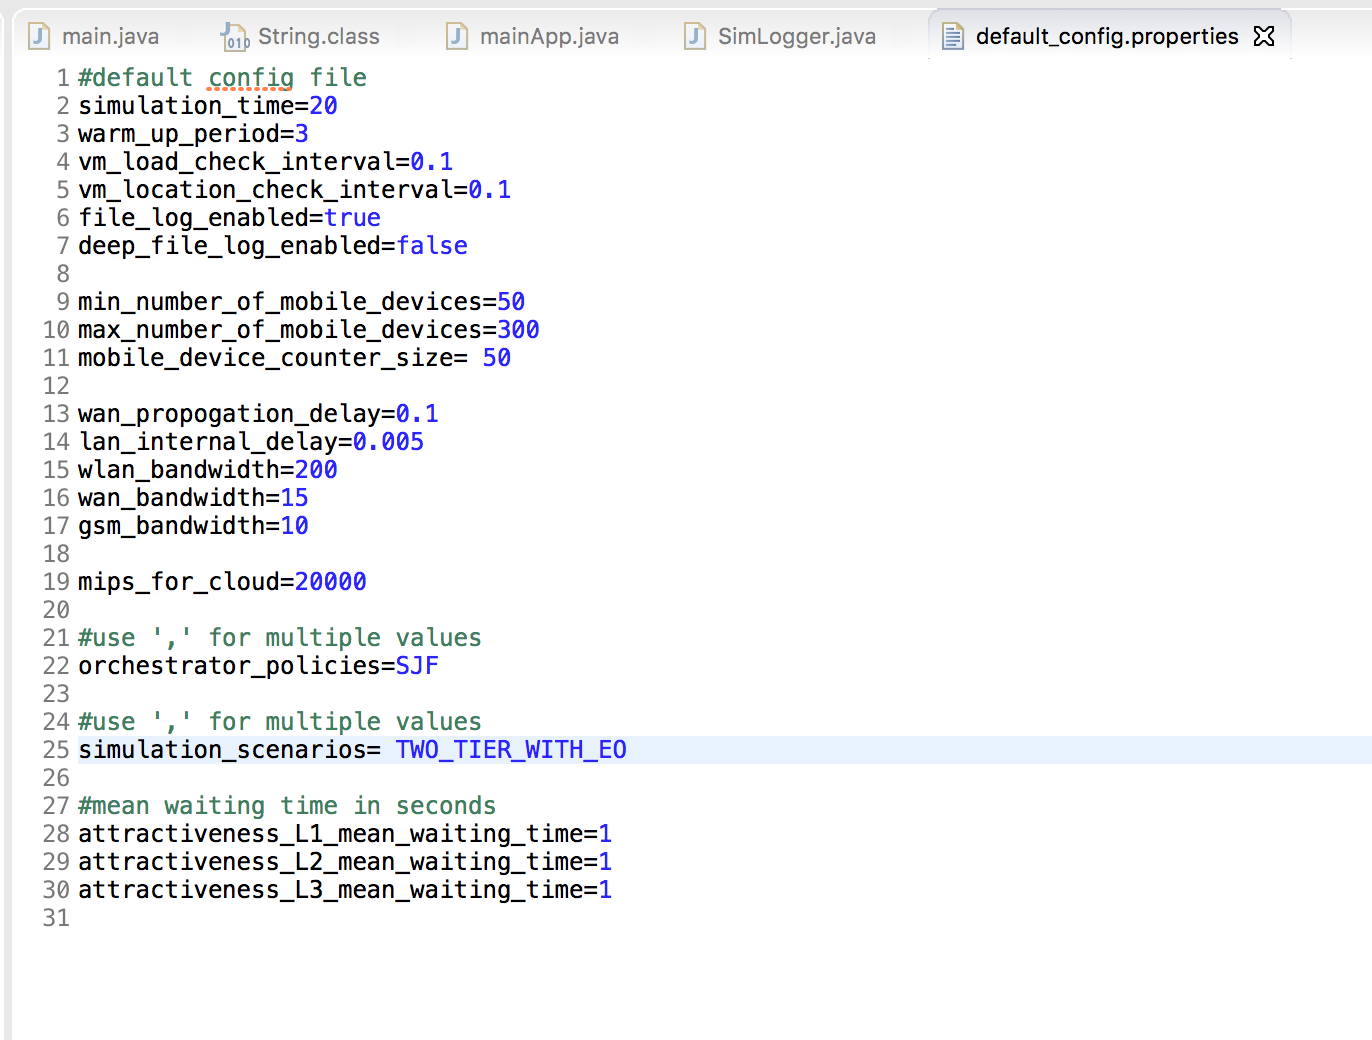 main.java String.class mainApp.java SimLogger.java default_config.properties
1 #default config file
2 simulation_time=20
3 warm_up_period=3
4 vm_load_check_interval=0.1
5 vm_location_check_interval=0.1
6 file_log_enabled=true
7 deep_file_log_enabled=false
8
9 min_number_of_mobile_devices=50
10 max_number_of_mobile_devices=300
11 mobile_device_counter_size= 50
12
13 wan_propogation_delay=0.1
14 lan_internal_delay=0.005
15 wlan_bandwidth=200
16 wan_bandwidth=15
17 gsm_bandwidth=10
18
19 mips_for_cloud=20000
20
21 #use ',' for multiple values
22 orchestrator_policies=SJF
23
24 #use ',' for multiple values
25 simulation_scenarios= TWO_TIER_WITH_EO
26
27 #mean waiting time in seconds
28 attractiveness_L1_mean_waiting_time=1
29 attractiveness_L2_mean_waiting_time=1
30 attractiveness_L3_mean_waiting_time=1
31